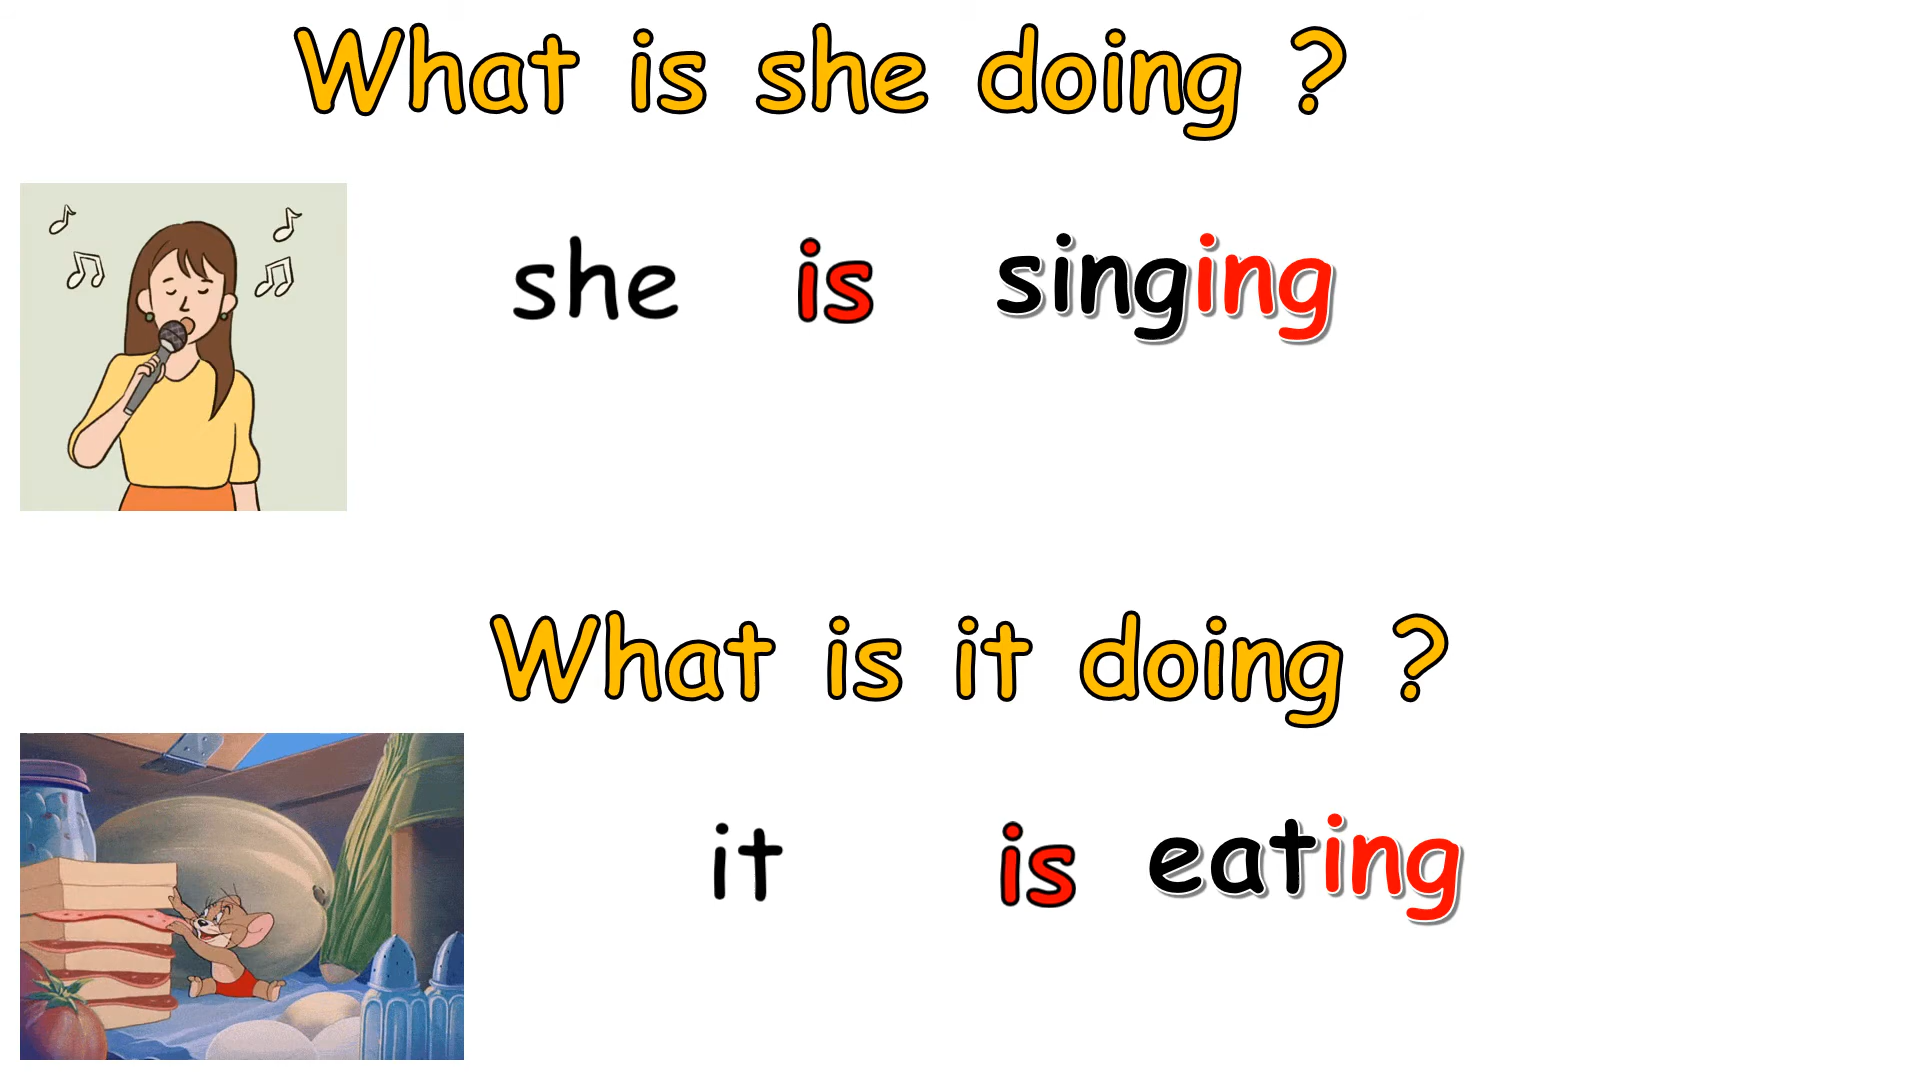 What is she doing ?
she is singing
What is it doing ?
it is eating